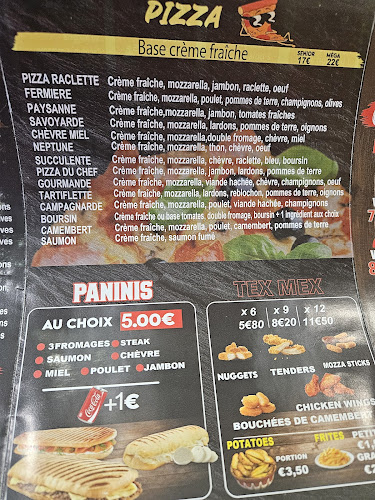 PIZZA
Base crème fraîche
SENIOR 17€
MEGA 22€
PIZZA RACLETTE Crème fraîche, mozzarella, jambon, raclette, oeuf
FERMIERE Crème fraîche, mozzarella, poulet, pommes de terre, champignons, olives
PAYSANNE Crème fraîche,mozzarella, jambon, tomates fraîches
SAVOYARDE Crème fraîche, mozzarella, lardons, pommes de terre, oignons
CHÈVRE MIEL Crème fraîche, mozzarella,double fromage, chèvre, miel
NEPTUNE Crème fraîche, mozzarella, thon, chèvre, oeuf
SUCCULENTE Crème fraîche, mozzarella, chèvre, raclette, bleu, boursin
PIZZA DU CHEF Crème fraîche, mozzarella, jambon, lardons, pommes de terre
GOURMANDE Crème fraîche, mozzarella, viande hachée, chèvre, champignons, oeuf
TARTIFLETTE Crème fraîche, mozzarella, lardons, reblochon, pommes de terre, oignons
CAMPAGNARDE Crème fraîche, mozzarella, poulet, viande hachée, champignons
BOURSIN Crème fraîche ou base tomates, double fromage, boursin + 1 ingrédient aux choix
CAMEMBERT Crème fraîche, mozzarella, poulet, camembert, pommes de terre
SAUMON Crème fraîche, saumon fumé
PANINIS
AU CHOIX 5.00€
3FROMAGES STEAK
SAUMON CHÈVRE
MIEL POULET JAMBON
Coca-Cola
+1€
TEX MEX
x 6 x 9 x 12
5€80 8€20 11€50
NUGGETS TENDERS MOZZA STICKS
CHICKEN WINGS
BOUCHÉES DE CAMEMBERT
POTATOES
PORTION
€3,50
FRITES